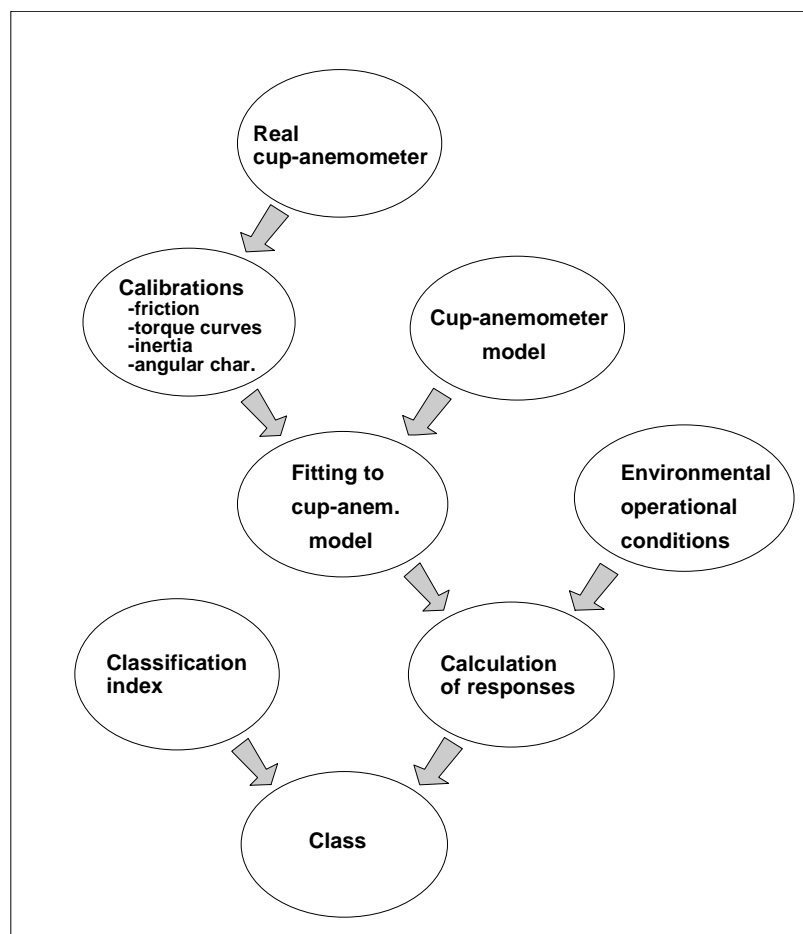 Real
cup-anemometer
Calibrations
-friction
-torque curves
-inertia
-angular char.
Cup-anemometer
model
Fitting to
cup-anem.
model
Environmental
operational
conditions
Classification
index
Calculation
of responses
Class